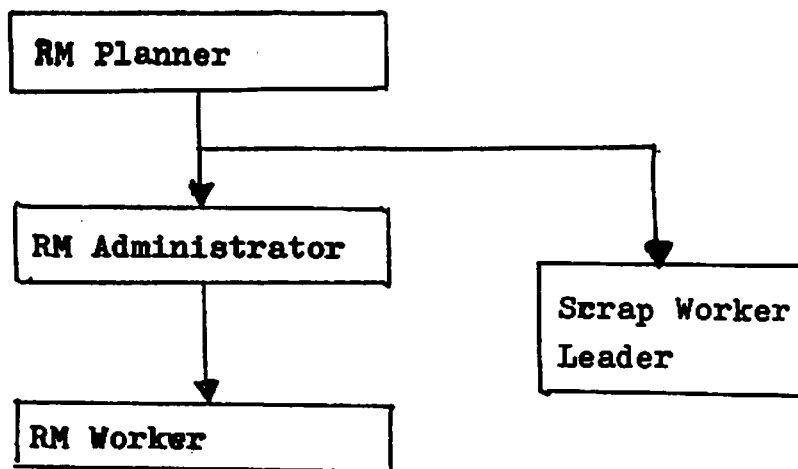 RM Planner
RM Administrator
Scrap Worker
Leader
RM Worker